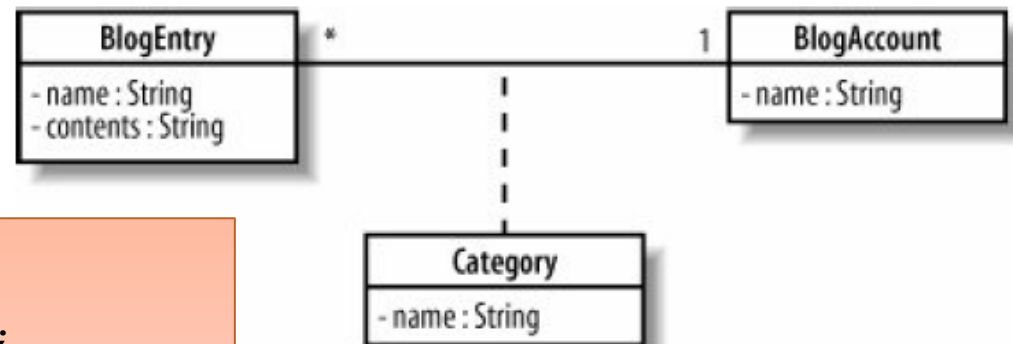 BlogEntry
*
1
BlogAccount
- name : String
- contents : String
- name : String
Category
- name : String
;